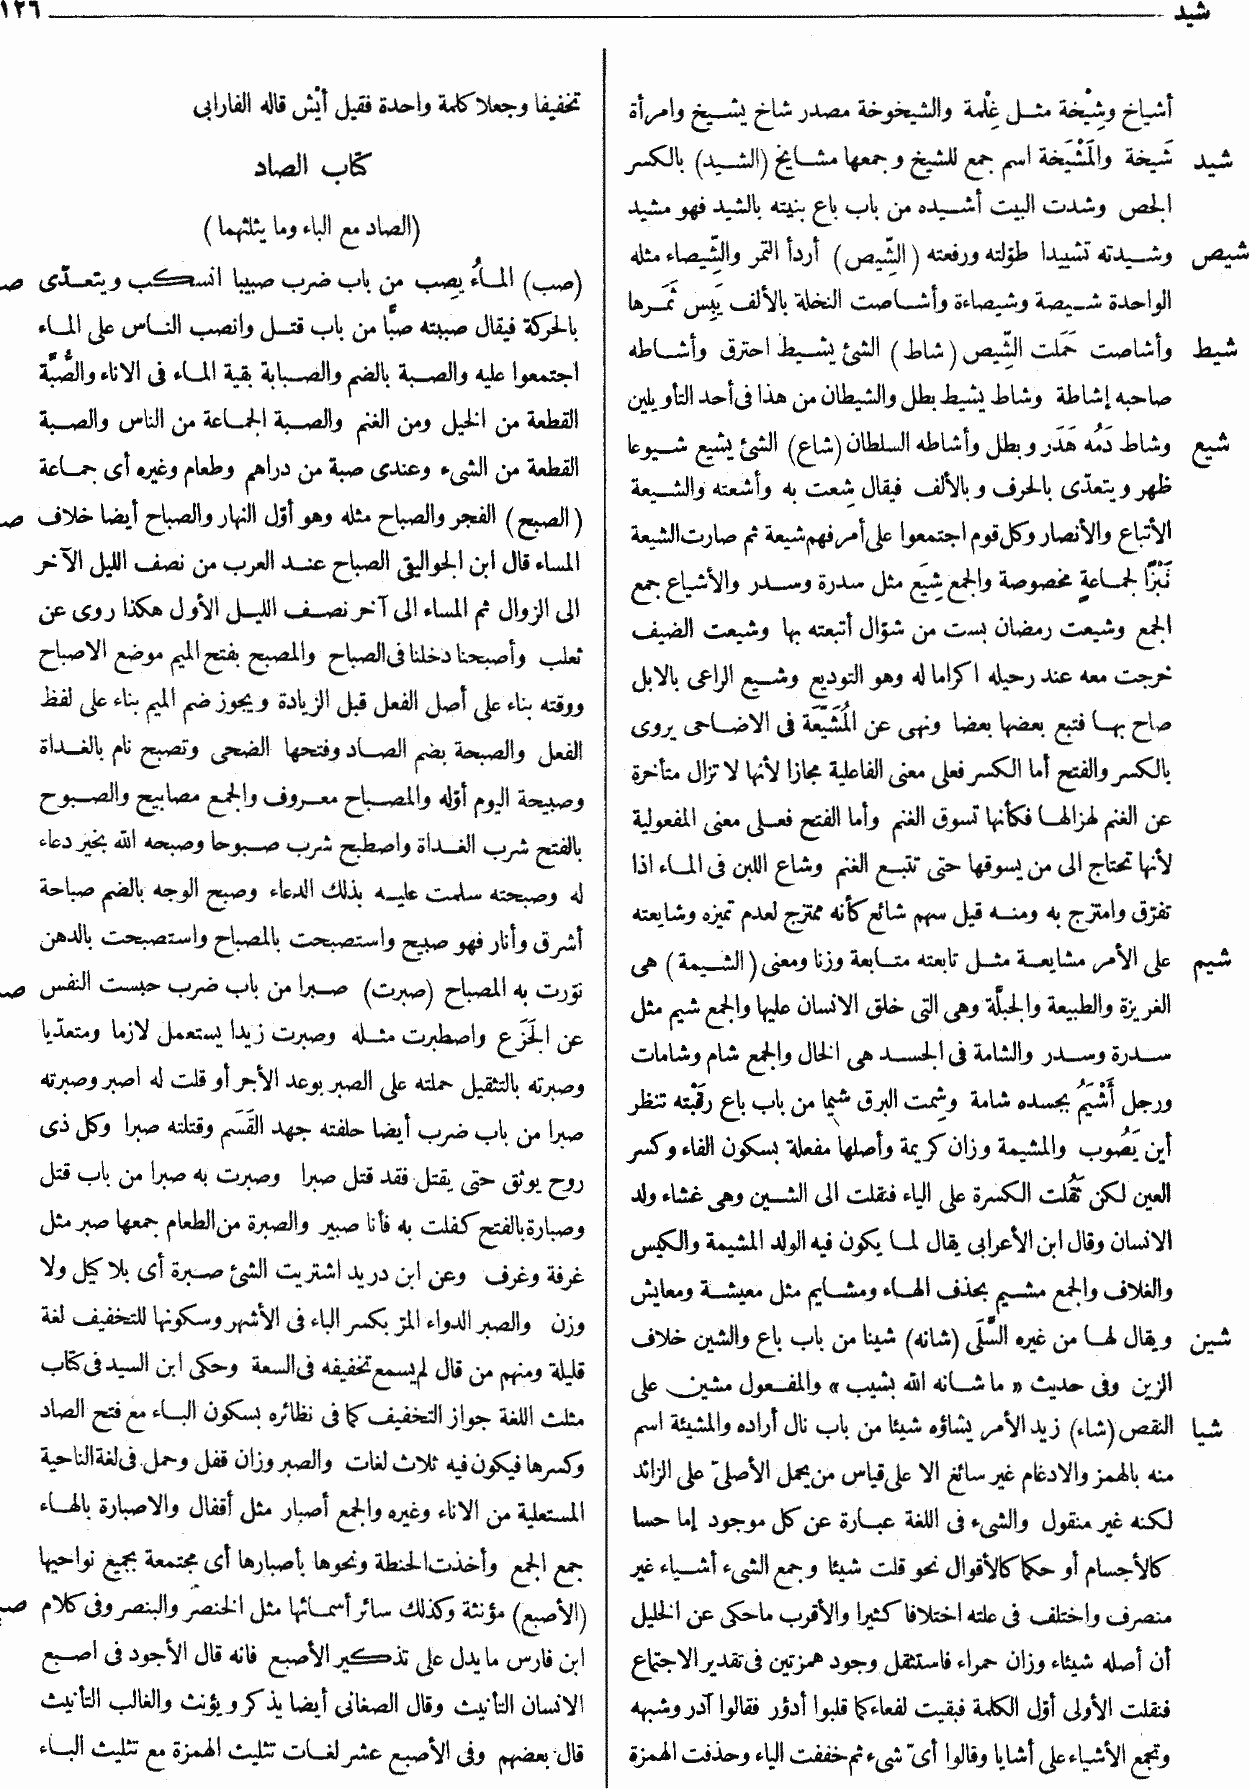 شيد
١٢٦
أشياخ وشِيْخة مثل غِلْمة والشيخوخة مصدر شاخ يشيخ وامرأة
شَيخة والمَشْيَخة اسم جمع للشيخ وجمعها مشايخ (الشيد) بالكسر
شيد
الجص وشدت البيت أشيده من باب باع بنيته بالشيد فهو مشيد
وشيدته تشييدا طوّلته ورفعته (الشِّيص) أردأ التمر والشِّيصاء مثله
شيص
الواحدة شيصة وشيصاءة وأشاصت النخلة بالألف يَبِس ثَمَرها
وأشاصت حَمَلت الشِّيص (شاط) الشئ يشيط احترق وأشاطه
شيط
صاحبه إشاطة وشاط يشيط بطل والشيطان من هذا فى أحد التأويلين
وشاط دَمُه هَدَر وبطل وأشاطه السلطان (شاع) الشئ يشيع شيوعا
شيع
ظهر ويتعدّى بالحرف وبالألف فيقال شِعت به وأشعته والشيعة
الأتباع والأنصار وكل قوم اجتمعوا على أمر فهم شيعة ثم صارت الشيعة
نَبْزًا لجماعةٍ مخصوصة والجمع شِيَع مثل سدرة وسدر والأشياع جمع
الجمع وشيعت رمضان بست من شوّال أتبعته بها وشيعت الضيف
خرجت معه عند رحيله اكراما له وهو التوديع وشيع الراعى بالابل
صاح بها فتبع بعضها بعضا ونهى عن المُشَيّعَة فى الاضاحى يروى
بالكسر والفتح أما الكسر فعلى معنى الفاعلية مجازا لأنها لا تزال متأخرة
عن الغنم لهزالها فكأنها تسوق الغنم وأما الفتح فعلى معنى المفعولية
لأنها تحتاج الى من يسوقها حتى تتبع الغنم وشاع اللبن فى الماء اذا
تفرّق وامتزج به ومنه قيل سهم شائع كأنه ممتزج لعدم تميزه وشايعته
على الأمر مشايعة مثل تابعته متابعة وزنا ومعنى (الشيمة) هى
شيم
الغريزة والطبيعة والجبلّة وهى التى خلق الانسان عليها والجمع شيم مثل
سدرة وسدر والشامة فى الجسد هى الخال والجمع شام وشامات
ورجل أَشْيَمُ بجسده شامة وشِمت البرق شيما من باب باع رقَبْته تنظر
أين يَصُوب والمشيمة وزان كريمة وأصلها مفعلة بسكون الفاء وكسر
العين لكن ثَقُلت الكسرة على الياء فنقلت الى الشين وهى غشاء ولد
الانسان وقال ابن الأعرابى يقال لما يكون فيه الولد المشيمة والكيس
والغلاف والجمع مشيم بحذف الهاء ومشايم مثل معيشة ومعايش
ويقال لها من غيره السَّلَى (شانه) شينا من باب باع والشين خلاف
شين
الزين وفى حديث « ما شانه الله بشيب » والمفعول مشين على
النقص (شاء) زيد الأمر يشاؤه شيئا من باب نال أراده والمشيئة اسم
شيا
منه بالهمز والادغام غير سائغ الا على قياس من يحمل الأصلىّ على الزائد
لكنه غير منقول والشىء فى اللغة عبارة عن كل موجود إما حسا
كالأجسام أو حكما كالأقوال نحو قلت شيئا وجمع الشىء أشياء غير
منصرف واختلف فى علته اختلافا كثيرا والأقرب ما حكى عن الخليل
أن أصله شيئاء وزان حمراء فاستثقل وجود همزتين فى تقدير الاجتماع
فنقلت الأولى أوّل الكلمة فبقيت لفعاء كما قلبوا أدؤر فقالوا آدر وشبهه
وتجمع الأشياء على أشايا وقالوا أىّ شىء ثم خففت الياء وحذفت الهمزة
تخفيفا وجعلا كلمة واحدة فقيل أيْش قاله الفارابى
كتاب الصاد
(الصاد مع الباء وما يثلثهما)
(صب) الماءُ يصِب من باب ضرب صبيبا انسكب ويتعدّى
بالحركة فيقال صببته صبًّا من باب قتل وانصب الناس على الماء
اجتمعوا عليه والصبة بالضم والصبابة بقية الماء فى الاناء والصُّبَّة
القطعة من الخيل ومن الغنم والصبة الجماعة من الناس والصبة
القطعة من الشىء وعندى صبة من دراهم وطعام وغيره أى جماعة
(الصبح) الفجر والصباح مثله وهو أوّل النهار والصباح أيضا خلاف
المساء قال ابن الجواليقى الصباح عند العرب من نصف الليل الآخر
الى الزوال ثم المساء الى آخر نصف الليل الأول هكذا روى عن
ثعلب وأصبحنا دخلنا فى الصباح والمصبح بفتح الميم موضع الاصباح
ووقته بناء على أصل الفعل قبل الزيادة ويجوز ضم الميم بناء على لفظ
الفعل والصبحة بضم الصاد وفتحها الضحى وتصبح نام بالغداة
وصبيحة اليوم أوّله والمصباح معروف والجمع مصابيح والصبوح
بالفتح شرب الغداة واصطبح شرب صبوحا وصبحه الله بخير دعاء
له وصبحته سلمت عليه بذلك الدعاء وصبح الوجه بالضم صباحة
أشرق وأنار فهو صبيح واستصبحت بالمصباح واستصبحت بالدهن
نوّرت به المصباح (صبرت) صبرا من باب ضرب حبست النفس
عن الجَزَع واصطبرت مثله وصبرت زيدا يستعمل لازما ومتعدّيا
وصبرته بالتثقيل حملته على الصبر بوعد الأجر أو قلت له اصبر وصبرته
صبرا من باب ضرب أيضا حلفته جهد القَسَم وقتلته صبرا وكل ذى
روح يوثق حتى يقتل فقد قتل صبرا وصبرت به صبرا من باب قتل
وصبارة بالفتح كفلت به فأنا صبير والصبرة من الطعام جمعها صبر مثل
غرفة وغرف وعن ابن دريد اشتريت الشئ صبرة أى بلا كيل ولا
وزن والصبر الدواء المرّ بكسر الباء فى الأشهر وسكونها للتخفيف لغة
قليلة ومنهم من قال لم يسمع تخفيفه فى السعة وحكى ابن السيد فى كتاب
مثلث اللغة جواز التخفيف كما فى نظائره بسكون الباء مع فتح الصاد
وكسرها فيكون فيه ثلاث لغات والصبر وزان قفل وحمل فى لغة الناحية
المستعلية من الاناء وغيره والجمع أصبار مثل أقفال والاصبارة بالهاء
جمع الجمع وأخذت الحنطة ونحوها بأصبارها أى مجتمعة بجميع نواحيها
(الأصبع) مؤنثة وكذلك سائر أسمائها مثل الخنصر والبنصر وفى كلام
ابن فارس ما يدل على تذكير الأصبع فانه قال الأجود فى اصبع
الانسان التأنيث وقال الصغانى أيضا يذكر ويؤنث والغالب التأنيث
قال بعضهم وفى الأصبع عشر لغات تثليث الهمزة مع تثليث الباء